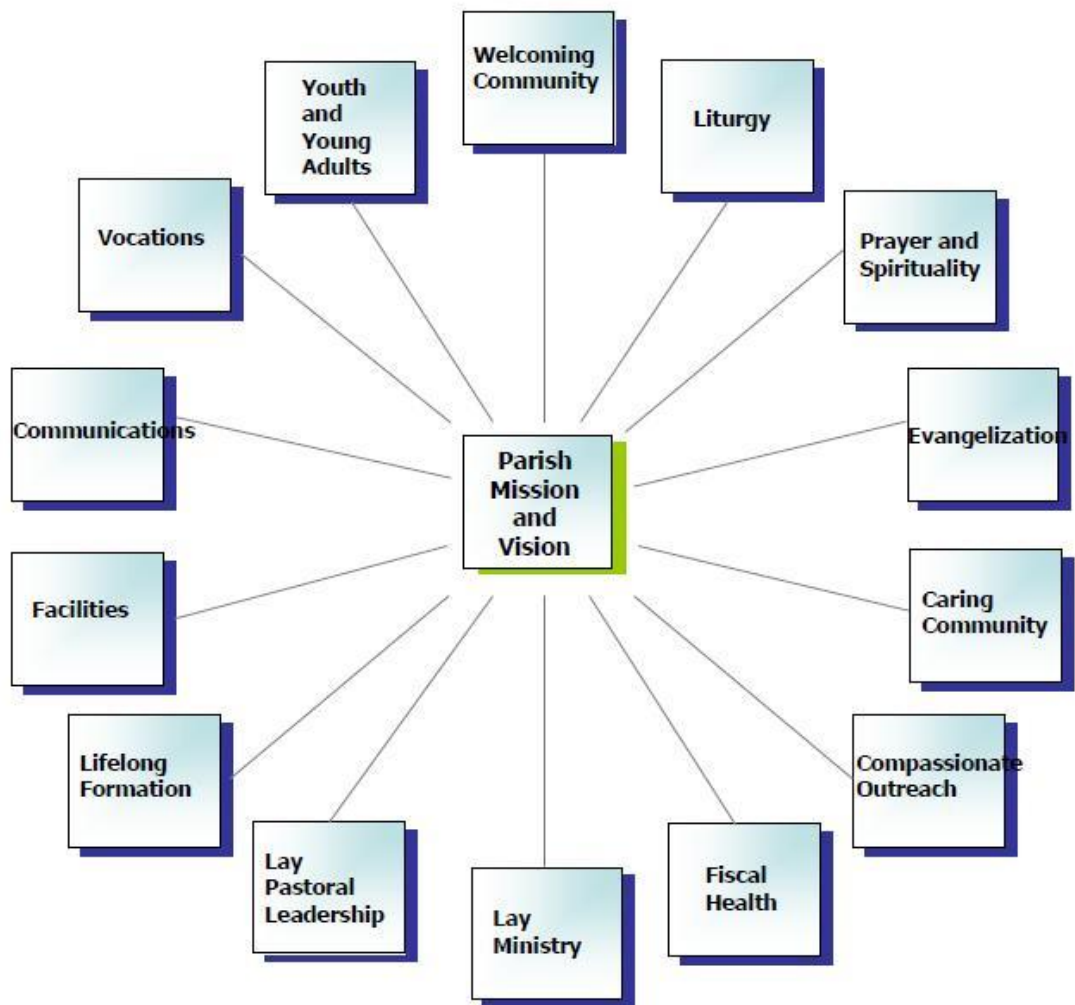 Welcoming
Community
Youth
and
Young
Adults
Liturgy
Vocations
Prayer and
Spirituality
Communications
Evangelization
Parish
Mission
and
Vision
Facilities
Caring
Community
Lifelong
Formation
Compassionate
Outreach
Lay
Pastoral
Leadership
Fiscal
Health
Lay
Ministry